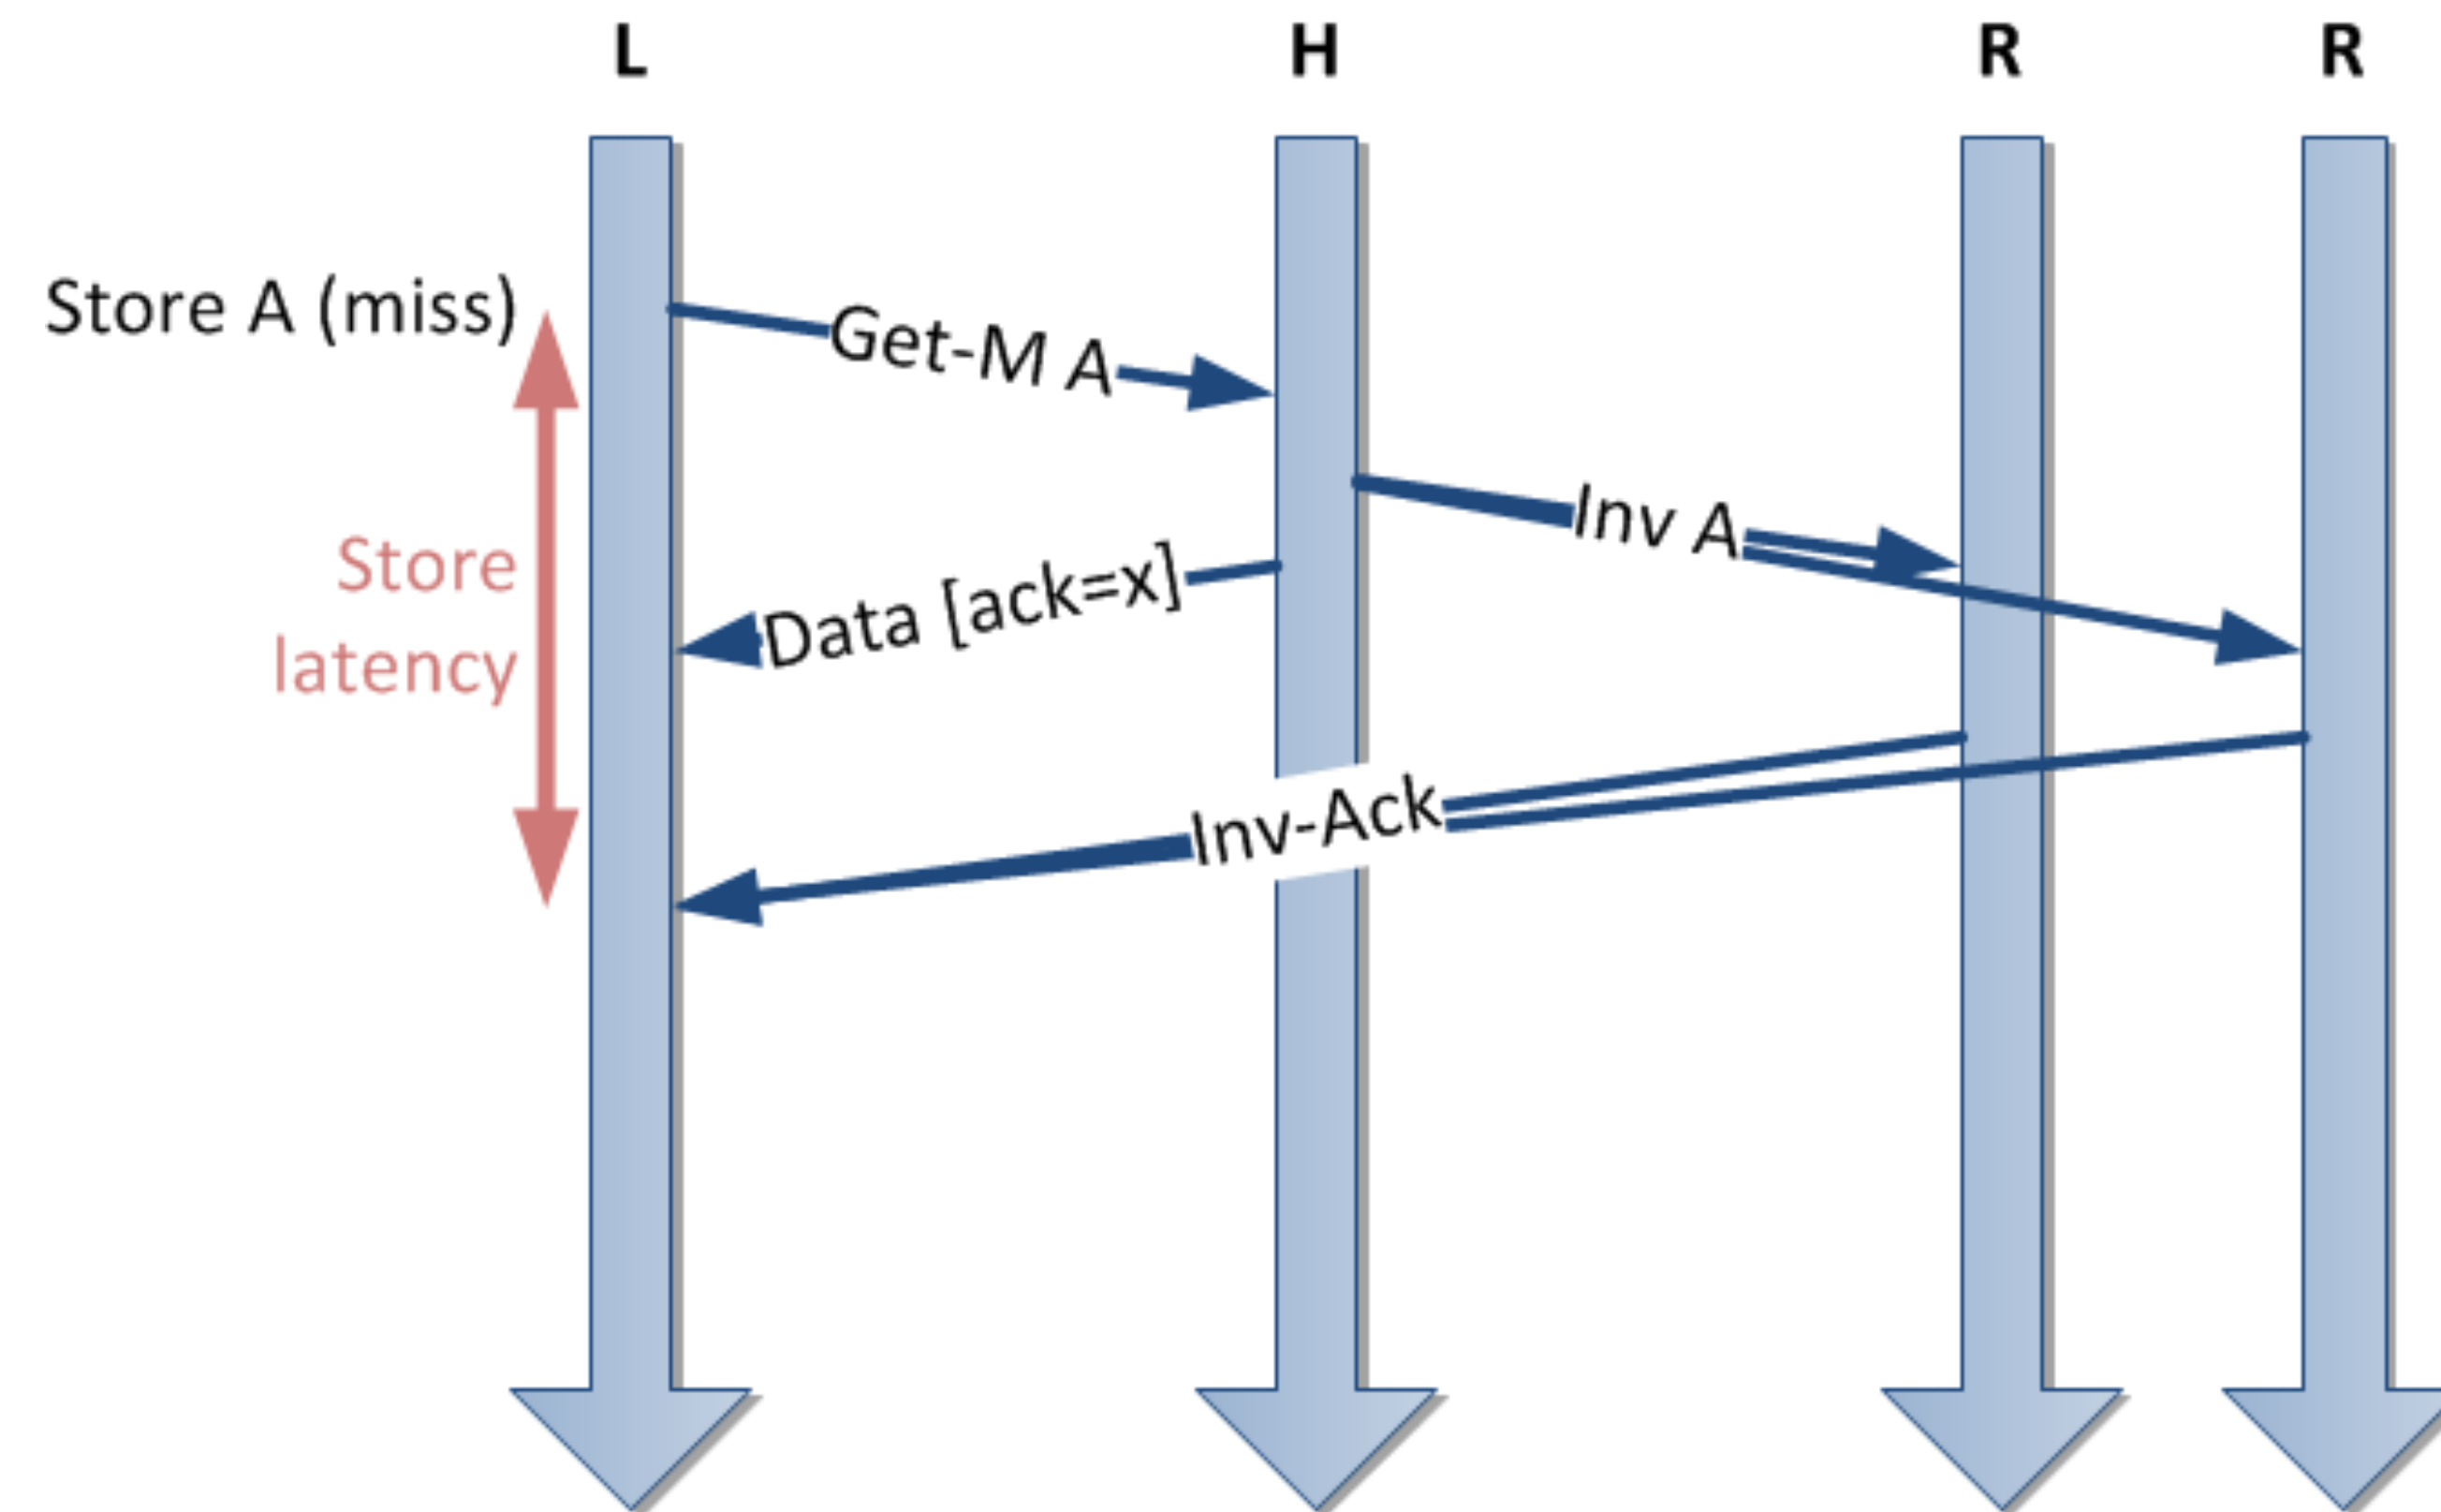 L
H
R
R
Store A (miss)
Get-M A
Inv A
Store
latency
Data [ack=x]
Inv-Ack